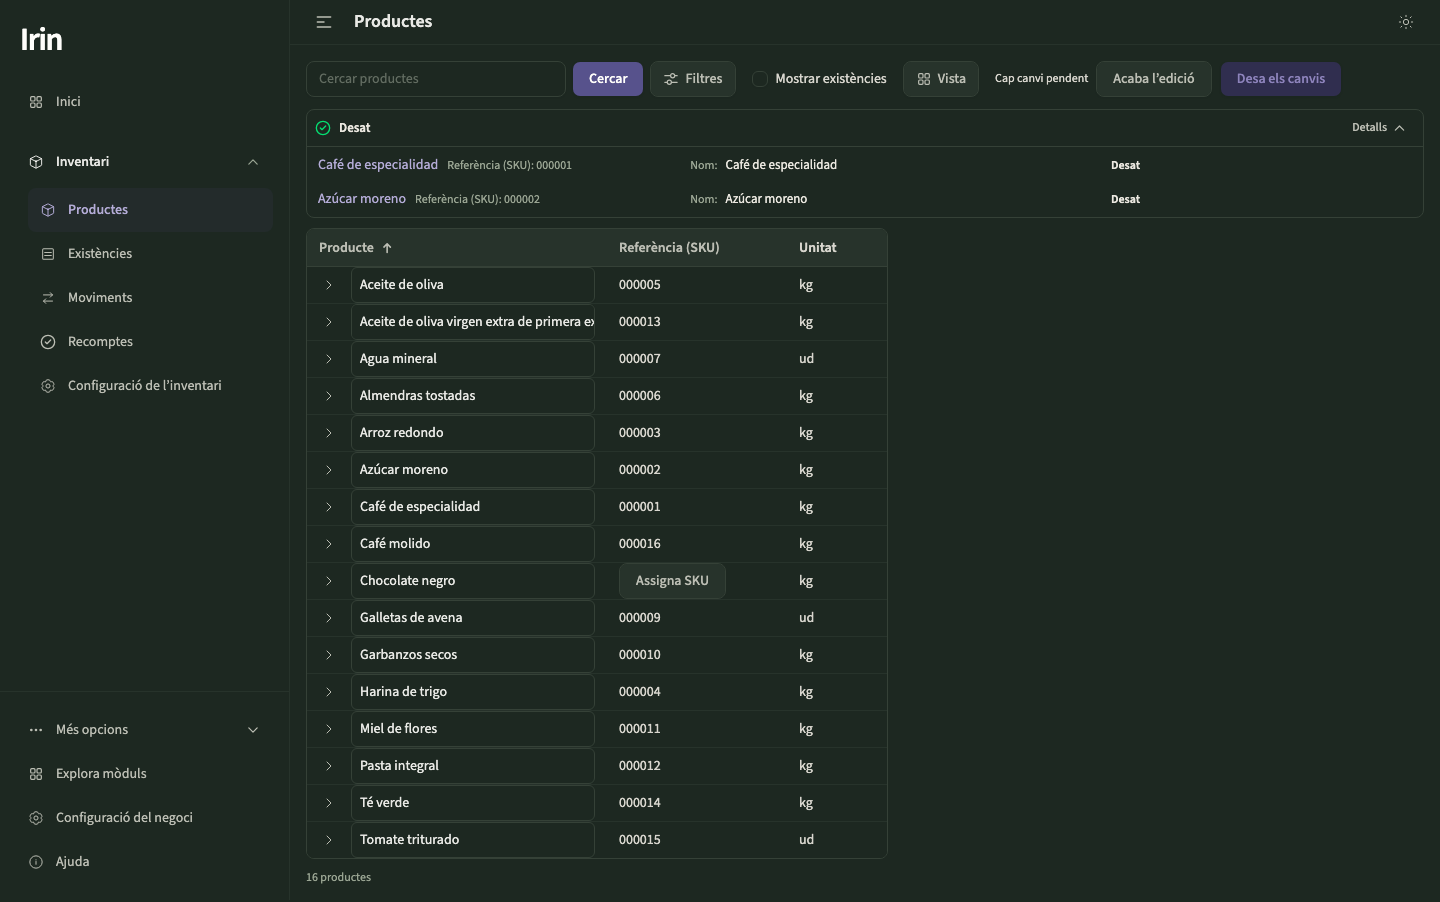 Irin
Productes
Inici
Inventari
Productes
Existències
Moviments
Recomptes
Configuració de l’inventari
Més opcions
Explora mòduls
Configuració del negoci
Ajuda
Cercar productes
Cercar
Filtres
Mostrar existències
Vista
Cap canvi pendent
Acaba l’edició
Desa els canvis
Desat
Detalls
Café de especialidad Referència (SKU): 000001 Nom: Café de especialidad Desat
Azúcar moreno Referència (SKU): 000002 Nom: Azúcar moreno Desat
Producte Referència (SKU) Unitat
Aceite de oliva 000005 kg
Aceite de oliva virgen extra de primera 000013 kg
Agua mineral 000007 ud
Almendras tostadas 000006 kg
Arroz redondo 000003 kg
Azúcar moreno 000002 kg
Café de especialidad 000001 kg
Café molido 000016 kg
Chocolate negro Assigna SKU kg
Galletas de avena 000009 ud
Garbanzos secos 000010 kg
Harina de trigo 000004 kg
Miel de flores 000011 kg
Pasta integral 000012 kg
Té verde 000014 kg
Tomate triturado 000015 ud
16 productes